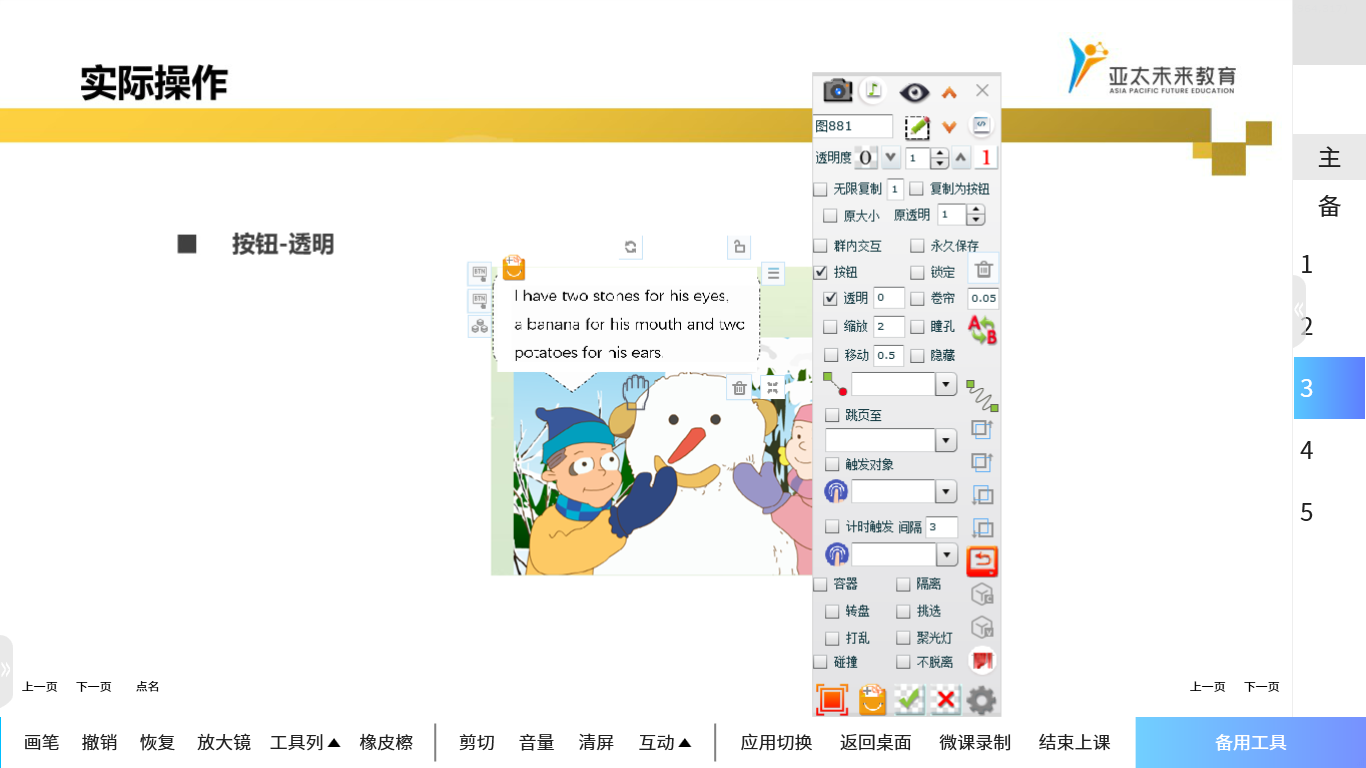 实际操作
亚太未来教育
ASIA PACIFIC FUTURE EDUCATION
按钮-透明
I have two stones for his eyes,
a banana for his mouth and two
potatoes for his ears.
图881
透明度 0 1 1
无限复制 1 复制为按钮
原大小 原透明 1
群内交互 永久保存
按钮 锁定
透明 0 卷帘 0.05
缩放 2 瞳孔
A B
移动 0.5 隐藏
跳页至
触发对象
计时触发 间隔 3
容器 隔离
转盘 挑选
打乱 聚光灯
碰撞 不脱离
主
备
1
2
3
4
5
上一页 下一页 点名
上一页 下一页
画笔 撤销 恢复 放大镜 工具列▲ 橡皮檫 剪切 音量 清屏 互动▲ 应用切换 返回桌面 微课录制 结束上课 备用工具